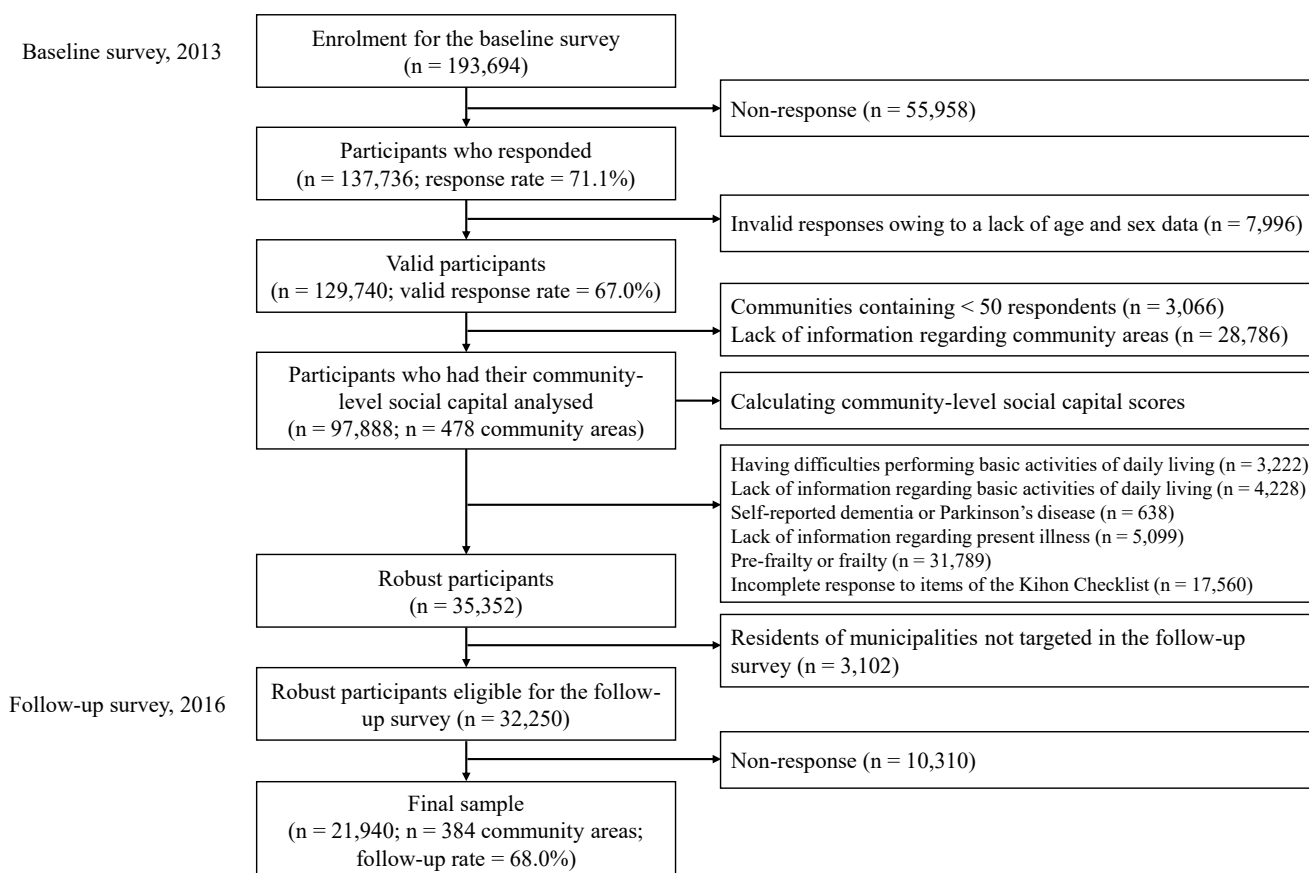 Baseline survey, 2013
Enrolment for the baseline survey
(n = 193,694)
Non-response (n = 55,958)
Participants who responded
(n = 137,736; response rate = 71.1%)
Invalid responses owing to a lack of age and sex data (n = 7,996)
Valid participants
(n = 129,740; valid response rate = 67.0%)
Communities containing < 50 respondents (n = 3,066)
Lack of information regarding community areas (n = 28,786)
Participants who had their community-
level social capital analysed
(n = 97,888; n = 478 community areas)
Calculating community-level social capital scores
Having difficulties performing basic activities of daily living (n = 3,222)
Lack of information regarding basic activities of daily living (n = 4,228)
Self-reported dementia or Parkinson’s disease (n = 638)
Lack of information regarding present illness (n = 5,099)
Pre-frailty or frailty (n = 31,789)
Incomplete response to items of the Kihon Checklist (n = 17,560)
Robust participants
(n = 35,352)
Residents of municipalities not targeted in the follow-up
survey (n = 3,102)
Follow-up survey, 2016
Robust participants eligible for the follow-
up survey (n = 32,250)
Non-response (n = 10,310)
Final sample
(n = 21,940; n = 384 community areas;
follow-up rate = 68.0%)